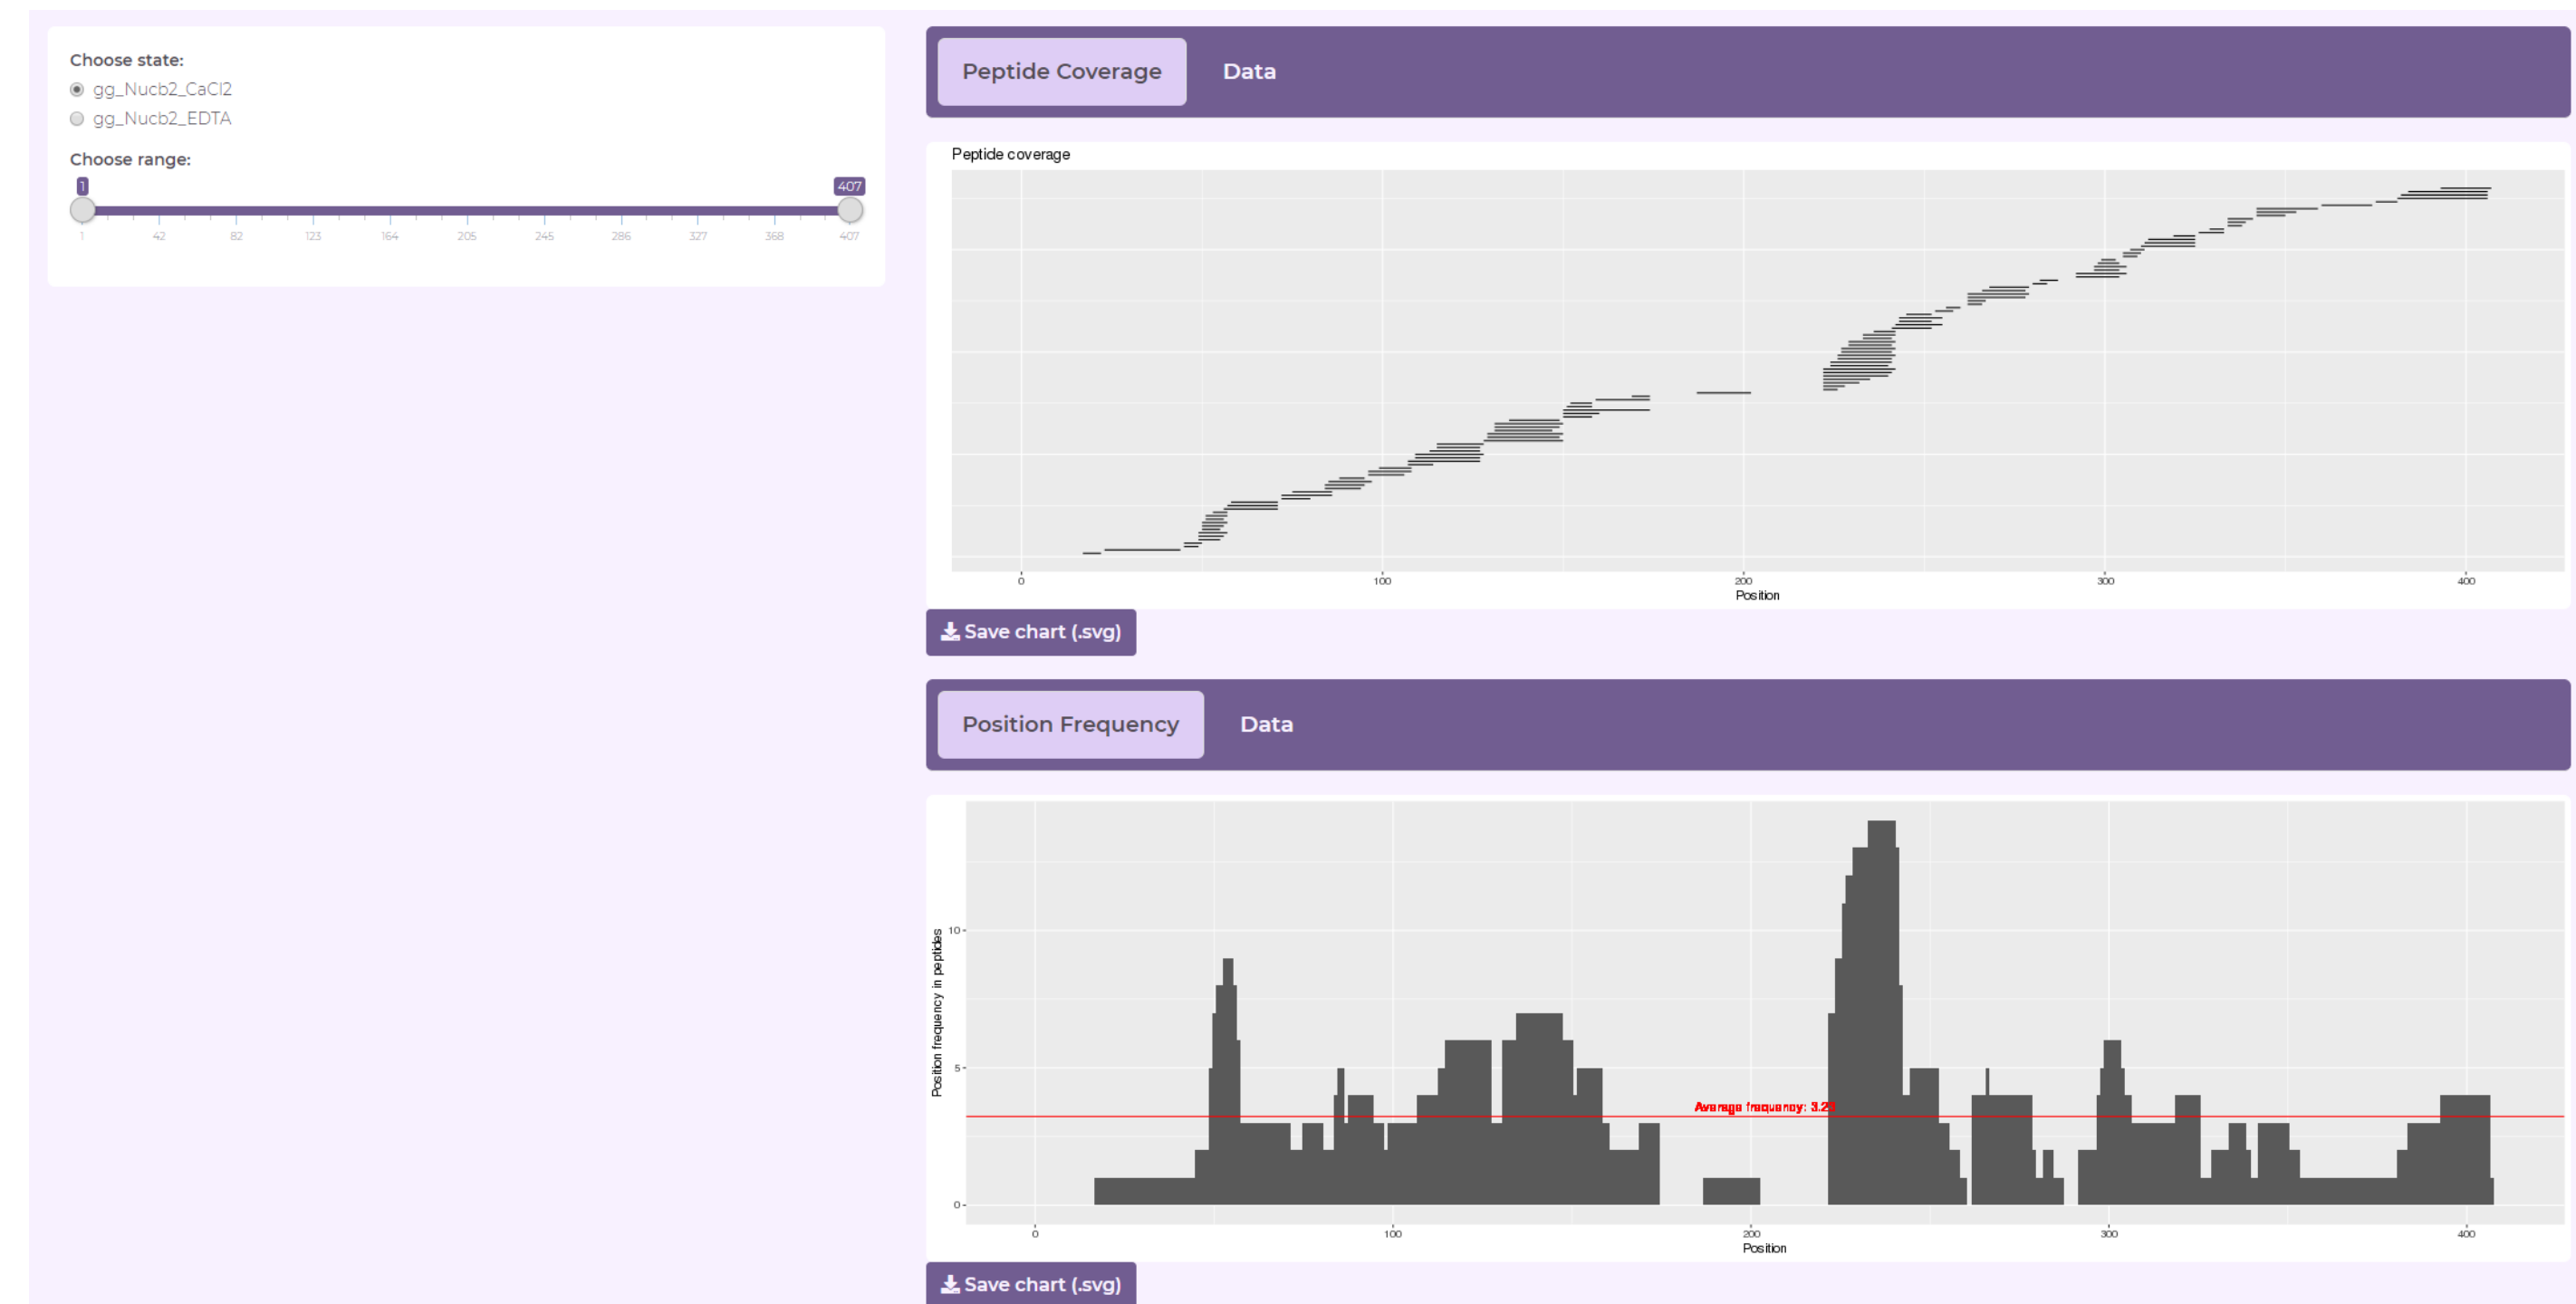 Choose state:
gg_Nucb2_CaCl2
gg_Nucb2_EDTA
Choose range:
1 407
1 42 82 123 164 205 245 286 327 368 407
Peptide Coverage Data
Peptide coverage
0 100 200 300 400
Position
Save chart (.svg)
Position Frequency Data
Position frequency in peptides
10
5
0
Average frequency:
0 100 200 300 400
Position
Save chart (.svg)